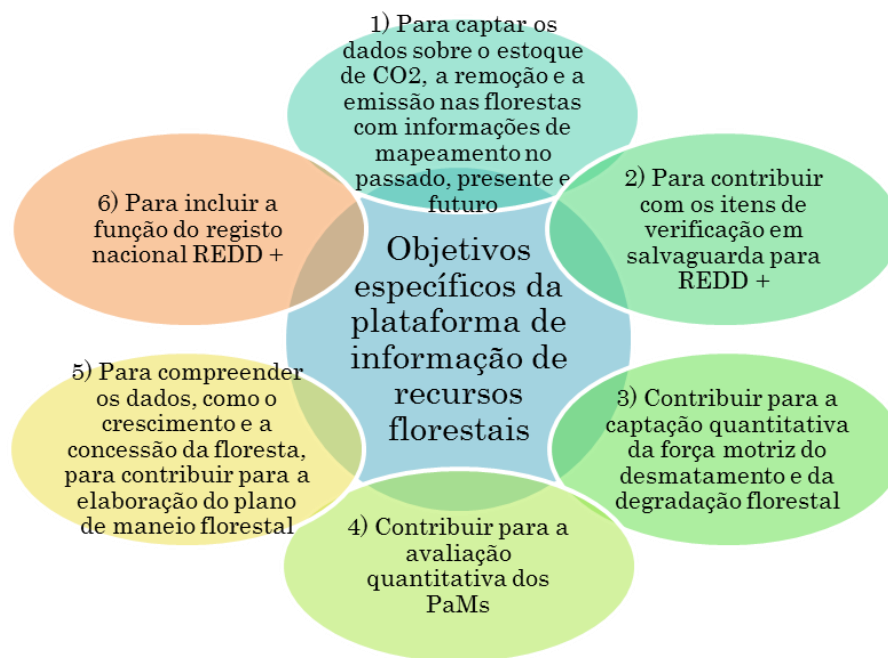 1) Para captar os
dados sobre o estoque
de CO2, a remoção e a
emissão nas florestas
com informações de
mapeamento no
passado, presente e
futuro
2) Para contribuir
com os itens de
verificação em
salvaguarda para
REDD +
3) Contribuir para a
captação quantitativa
da força motriz do
desmatamento e da
degradação florestal
4) Contribuir para a
avaliação
quantitativa dos
PaMs
5) Para compreender
os dados, como o
crescimento e a
concessão da floresta,
para contribuir para a
elaboração do plano
de maneio florestal
6) Para incluir a
função do registo
nacional REDD +
Objetivos
específicos da
plataforma de
informação de
recursos
florestais